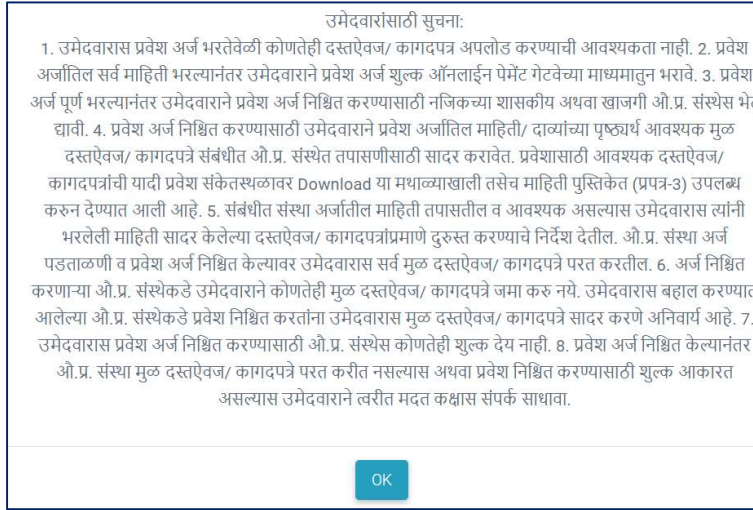 उमेदवारांसाठी सुचना:
1. उमेदवारास प्रवेश अर्ज भरतेवेळी कोणतेही दस्तऐवज/ कागदपत्र अपलोड करण्याची आवश्यकता नाही. 2. प्रवेश
अर्जातिल सर्व माहिती भरल्यानंतर उमेदवाराने प्रवेश अर्ज शुल्क ऑनलाईन पेमेंट गेटवेच्या माध्यमातुन भरावे. 3. प्रवेश
अर्ज पूर्ण भरल्यानंतर उमेदवाराने प्रवेश अर्ज निश्चित करण्यासाठी नजिकच्या शासकीय अथवा खाजगी औ.प्र. संस्थेस
द्यावी. 4. प्रवेश अर्ज निश्चित करण्यासाठी उमेदवाराने प्रवेश अर्जातिल माहिती/ दाव्यांच्या पृष्ठ्यर्थ आवश्यक मुळ
दस्तऐवज/ कागदपत्रे संबंधीत औ.प्र. संस्थेत तपासणीसाठी सादर करावेत. प्रवेशासाठी आवश्यक दस्तऐवज/
कागदपत्रांची यादी प्रवेश संकेतस्थळावर Download या मथाळ्याखाली तसेच माहिती पुस्तिकेत (प्रपत्र-3) उपलब्ध
करुन देण्यात आली आहे. 5. संबंधीत संस्था अर्जातील माहिती तपासतील व आवश्यक असल्यास उमेदवारास त्यांनी
भरलेली माहिती सादर केलेल्या दस्तऐवज/ कागदपत्रांप्रमाणे दुरुस्त करण्याचे निर्देश देतील. औ.प्र. संस्था अर्ज
पडताळणी व प्रवेश अर्ज निश्चित केल्यावर उमेदवारास सर्व मुळ दस्तऐवज/ कागदपत्रे परत करतील. 6. अर्ज निश्चित
करणाऱ्या औ.प्र. संस्थेकडे उमेदवाराने कोणतेही मुळ दस्तऐवज/ कागदपत्रे जमा करु नये. उमेदवारास बहाल
आलेल्या औ.प्र. संस्थेकडे प्रवेश निश्चित करतांना उमेदवारास मुळ दस्तऐवज/ कागदपत्रे सादर करणे अनिवार्य आहे. 7.
उमेदवारास प्रवेश अर्ज निश्चित करण्यासाठी औ.प्र. संस्थेस कोणतेही शुल्क देय नाही. 8. प्रवेश अर्ज निश्चित केल्यानंतर
औ.प्र. संस्था मुळ दस्तऐवज/ कागदपत्रे परत करीत नसल्यास अथवा प्रवेश निश्चित करण्यासाठी शुल्क आकारत
असल्यास उमेदवाराने त्वरीत मदत कक्षास संपर्क साधावा.
OK